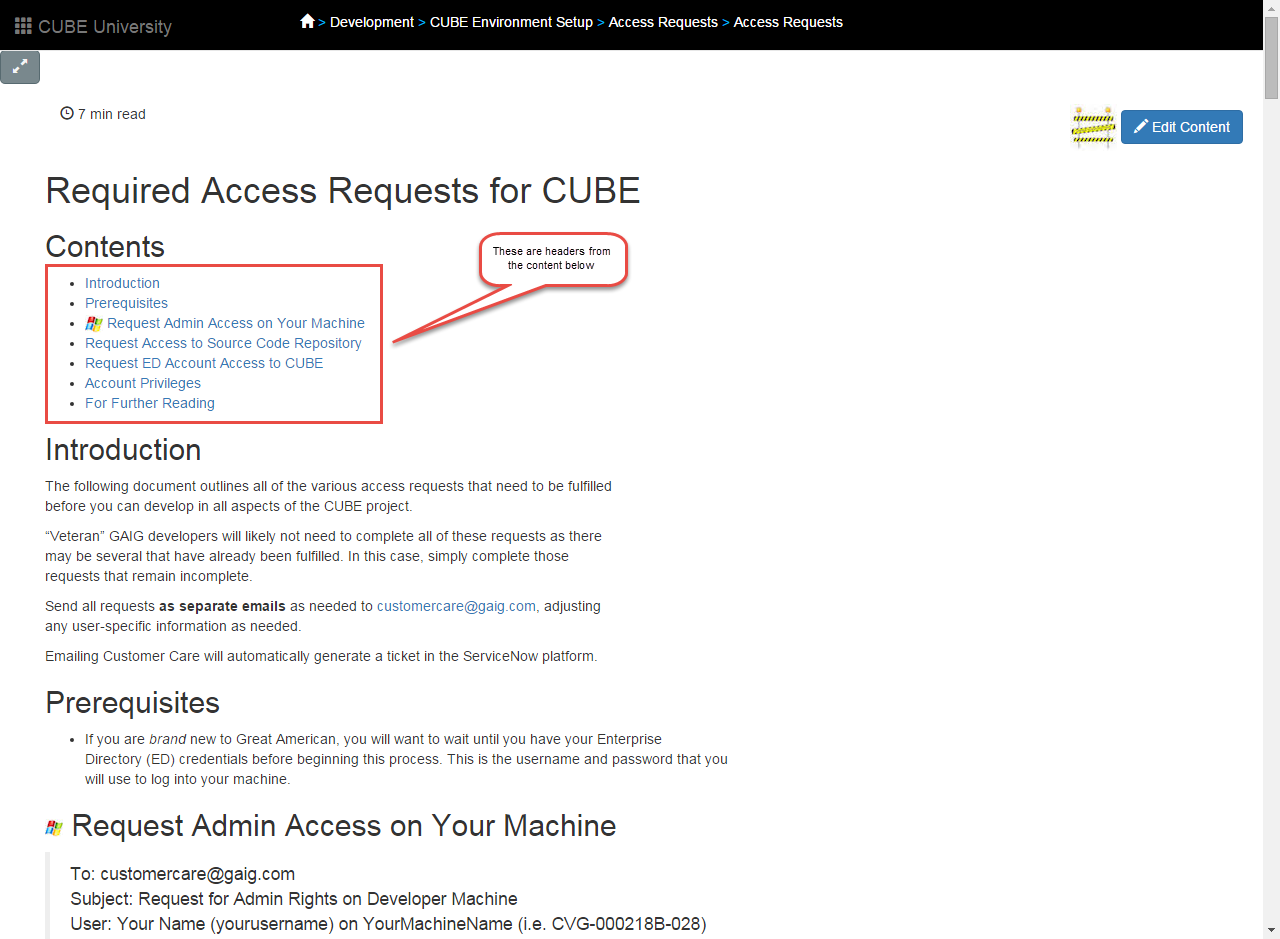 CUBE University
> Development > CUBE Environment Setup > Access Requests > Access Requests
7 min read
Edit Content
Required Access Requests for CUBE
Contents
These are headers from
the content below
Introduction
Prerequisites
Request Admin Access on Your Machine
Request Access to Source Code Repository
Request ED Account Access to CUBE
Account Privileges
For Further Reading
Introduction
The following document outlines all of the various access requests that need to be fulfilled
before you can develop in all aspects of the CUBE project.
“Veteran” GAIG developers will likely not need to complete all of these requests as there
may be several that have already been fulfilled. In this case, simply complete those
requests that remain incomplete.
Send all requests as separate emails as needed to customercare@gaig.com, adjusting
any user-specific information as needed.
Emailing Customer Care will automatically generate a ticket in the ServiceNow platform.
Prerequisites
If you are brand new to Great American, you will want to wait until you have your Enterprise
Directory (ED) credentials before beginning this process. This is the username and password that you
will use to log into your machine.
Request Admin Access on Your Machine
To: customercare@gaig.com
Subject: Request for Admin Rights on Developer Machine
User: Your Name (yourusername) on YourMachineName (i.e. CVG-000218B-028)